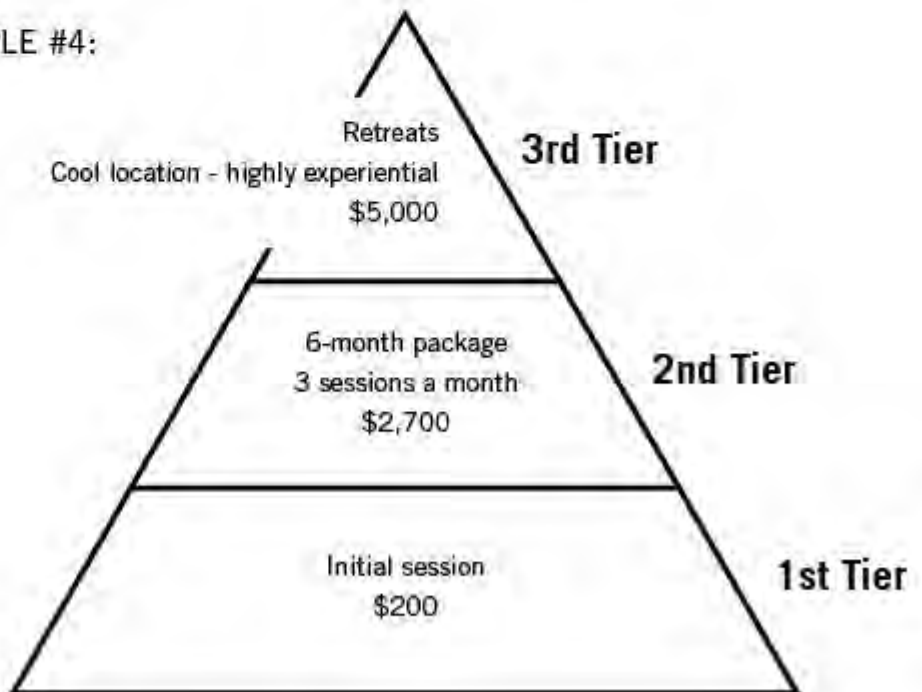 LE #4:
Retreats
Cool location - highly experiential
$5,000
3rd Tier
6-month package
3 sessions a month
$2,700
2nd Tier
Initial session
$200
1st Tier